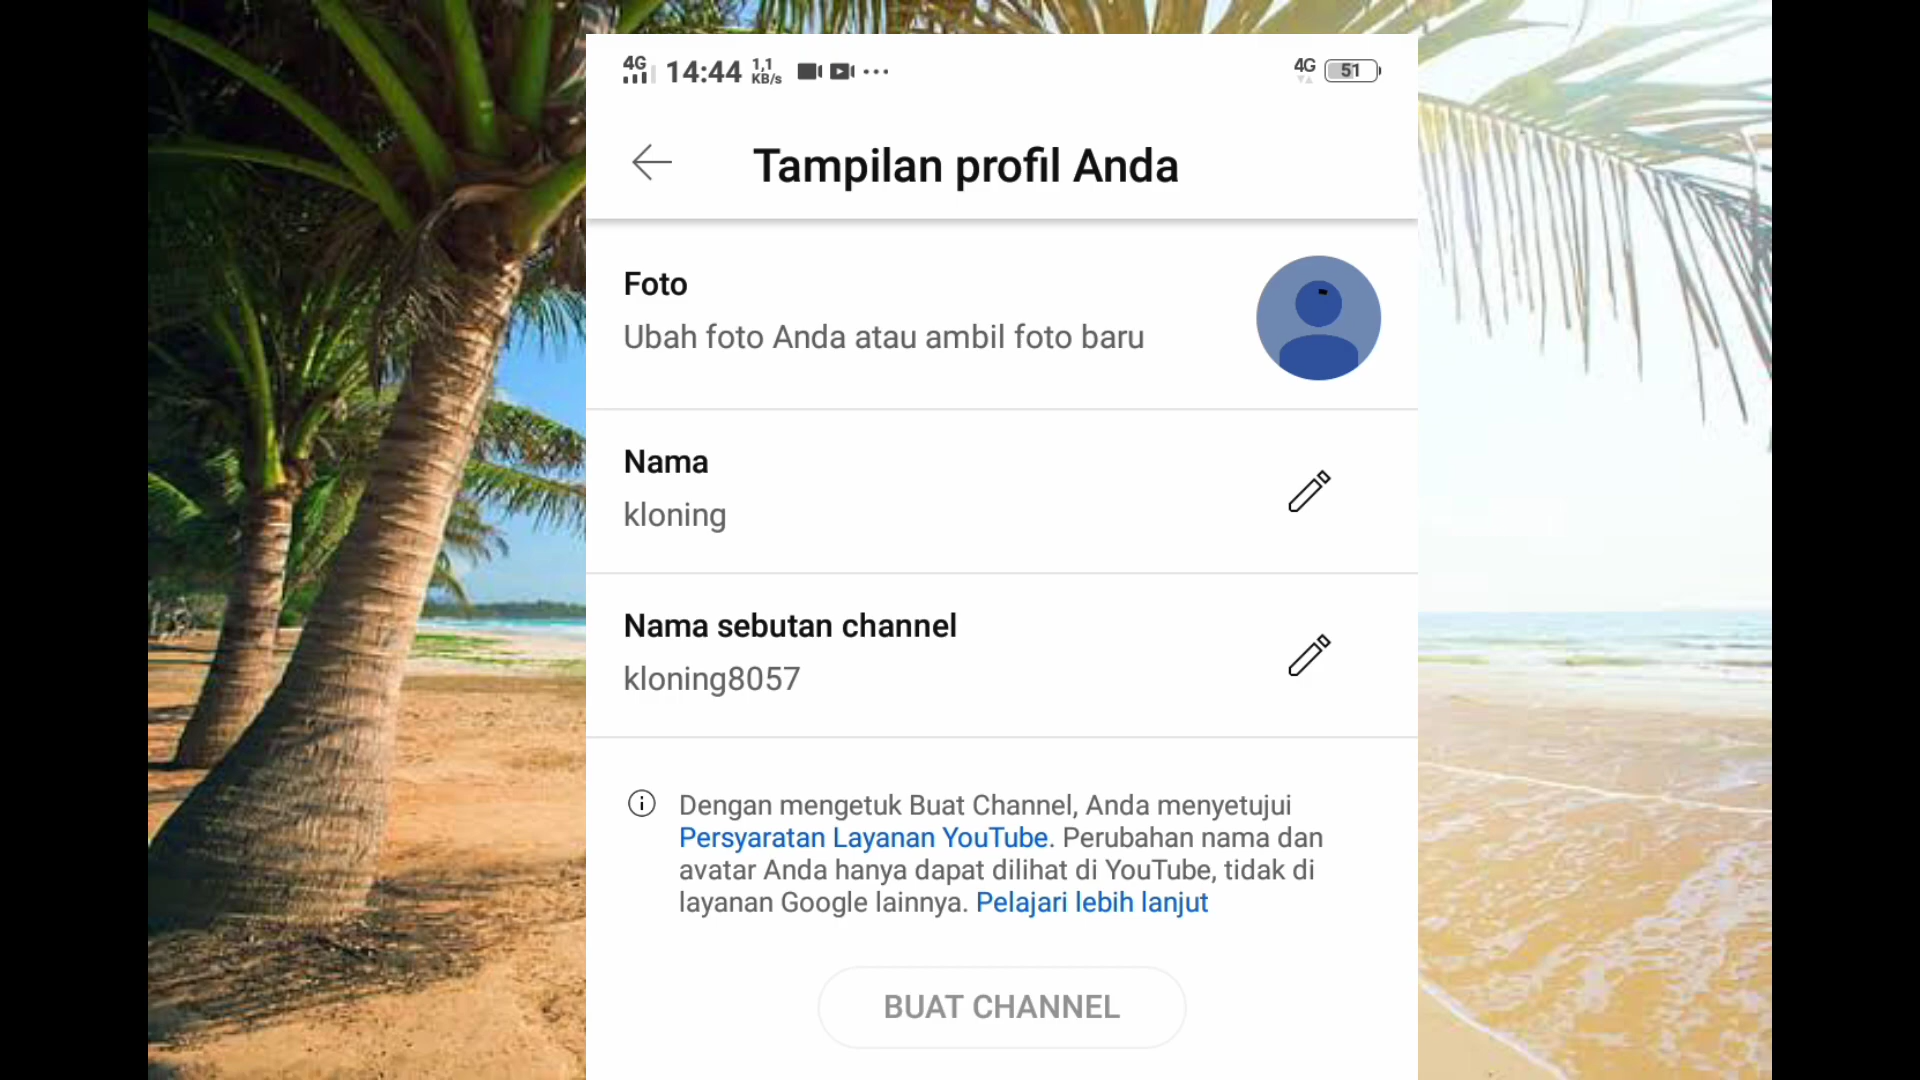 4G 14:44 1,1 KB/s 4G 51
Tampilan profil Anda
Foto
Ubah foto Anda atau ambil foto baru
Nama
kloning
Nama sebutan channel
kloning8057
Dengan mengetuk Buat Channel, Anda menyetujui
Persyaratan Layanan YouTube. Perubahan nama dan
avatar Anda hanya dapat dilihat di YouTube, tidak di
layanan Google lainnya. Pelajari lebih lanjut
BUAT CHANNEL